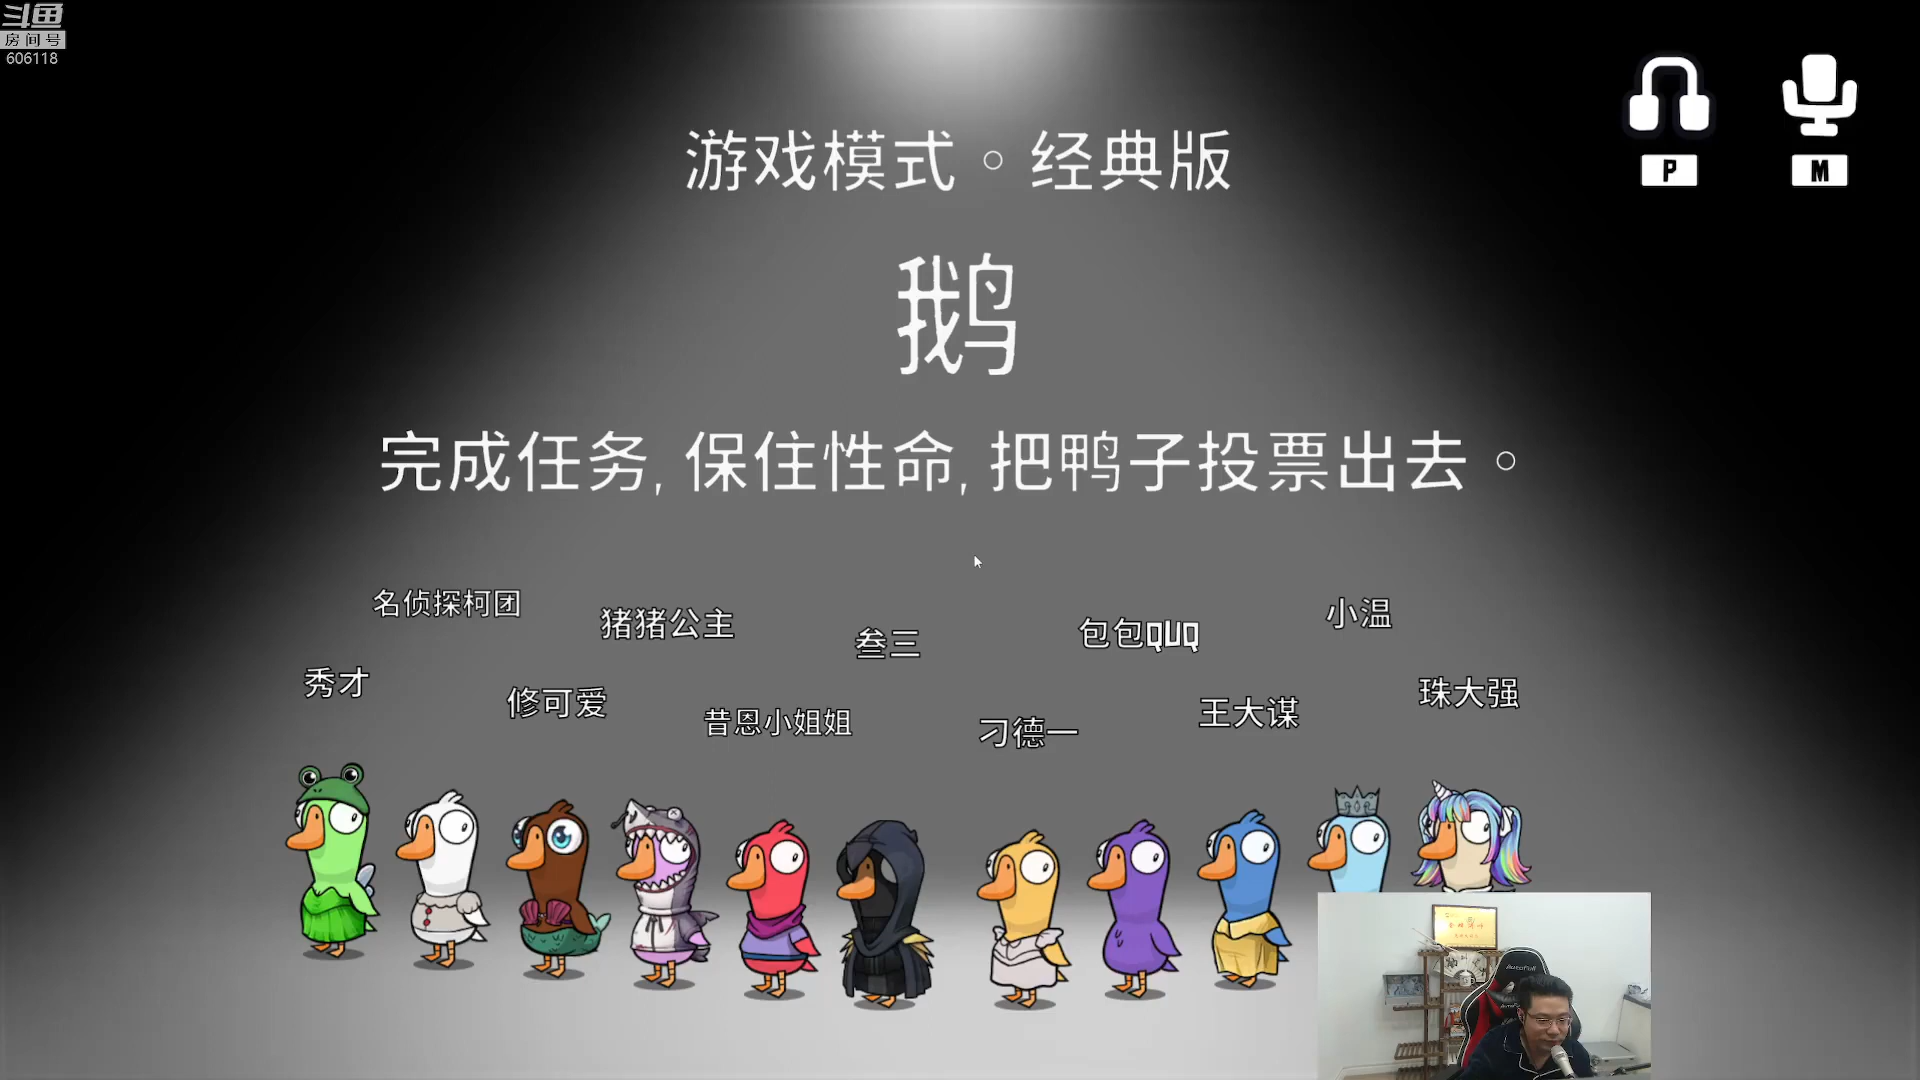 斗鱼
房间号
606118
P
M
游戏模式。经典版
鹅
完成任务, 保住性命, 把鸭子投票出去。
名侦探柯团
猪猪公主
叁三
包包QUQ
小温
秀才
修可爱
昔恩小姐姐
刁德一
王大谋
珠大强
AutoFull